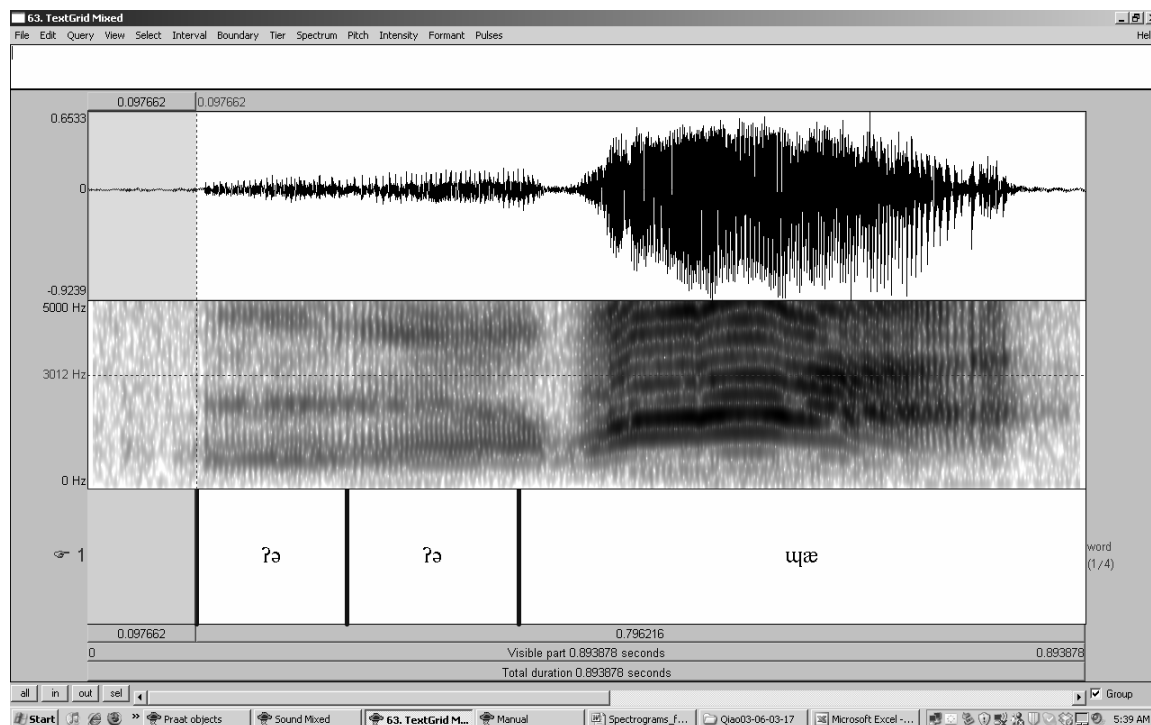 63. TextGrid Mixed
File Edit Query View Select Interval Boundary Tier Spectrum Pitch Intensity Formant Pulses Hel
0.097662 0.097662
0.6533
0
-0.9239
5000 Hz
3012 Hz
0 Hz
1 ʔə ʔə ɰæ word
(1/4)
0.097662 0.796216
0 Visible part 0.893878 seconds 0.893878
Total duration 0.893878 seconds
all in out sel Group
Start » Praat objects Sound Mixed 63. TextGrid M... Manual Spectrograms_f... Qiao03-06-03-17 Microsoft Excel -... 5:39 AM